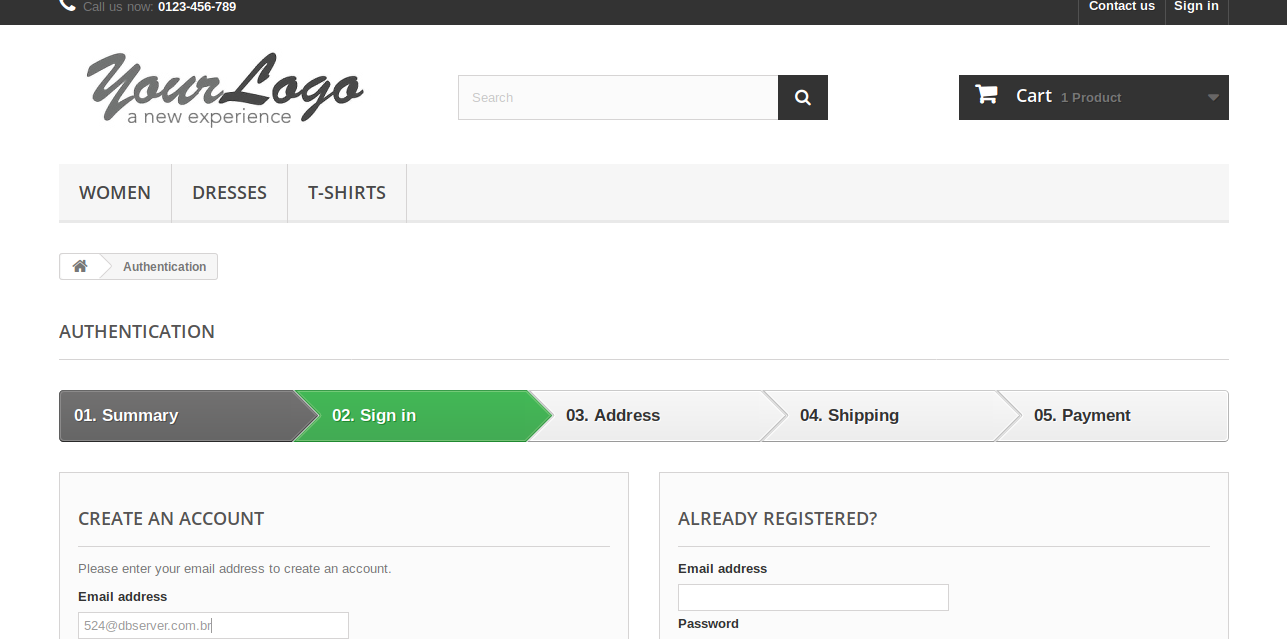 Call us now: 0123-456-789
Contact us
Sign in
Your Logo
a new experience
Search
Cart 1 Product
WOMEN
DRESSES
T-SHIRTS
Authentication
AUTHENTICATION
01. Summary
02. Sign in
03. Address
04. Shipping
05. Payment
CREATE AN ACCOUNT
Please enter your email address to create an account.
Email address
524@dbserver.com.br
ALREADY REGISTERED?
Email address
Password